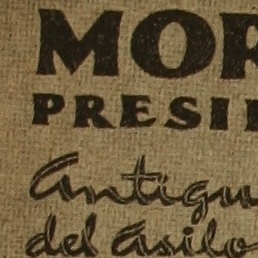 MOR
PRESI
Antigu
del Asilo